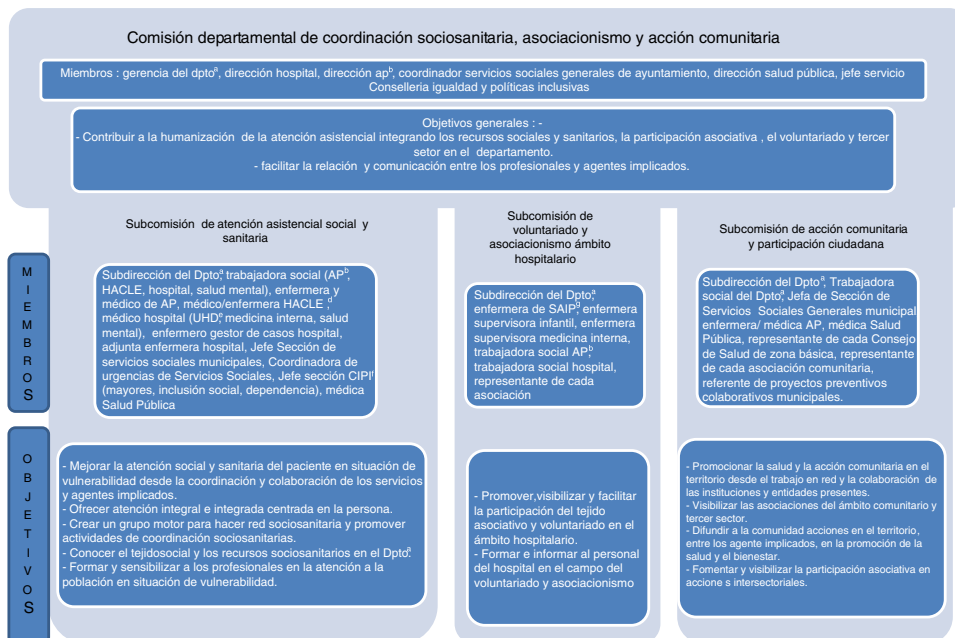 Comisión departamental de coordinación sociosanitaria, asociacionismo y acción comunitaria
Miembros : gerencia del dptoª, dirección hospital, dirección apᵇ, coordinador servicios sociales generales de ayuntamiento, dirección salud pública, jefe servicio
Conselleria igualdad y políticas inclusivas
Objetivos generales : -
- Contribuir a la humanización de la atención asistencial integrando los recursos sociales y sanitarios, la participación asociativa , el voluntariado y tercer
setor en el departamento.
- facilitar la relación y comunicación entre los profesionales y agentes implicados.
Subcomisión de atención asistencial social y
sanitaria
MIEMBROS
Subdirección del Dpto,ª trabajadora social (APᵇ,
HACLE, hospital, salud mental), enfermera y
médico de AP, médico/enfermera HACLE ,ᵈ
médico hospital (UHD,ᵉ medicina interna, salud
mental), enfermero gestor de casos hospital,
adjunta enfermera hospital, Jefe Sección de
servicios sociales municipales, Coordinadora de
urgencias de Servicios Sociales, Jefe sección CIPIᶠ
(mayores, inclusión social, dependencia), médica
Salud Pública
OBJETIVOS
- Mejorar la atención social y sanitaria del paciente en situación de
vulnerabilidad desde la coordinación y colaboración de los servicios
y agentes implicados.
- Ofrecer atención integral e integrada centrada en la persona.
- Crear un grupo motor para hacer red sociosanitaria y promover
actividades de coordinación sociosanitarias.
- Conocer el tejidosocial y los recursos sociosanitarios en el Dpto.ª
- Formar y sensibilizar a los profesionales en la atención a la
población en situación de vulnerabilidad.
Subcomisión de
voluntariado y
asociacionismo ámbito
hospitalario
Subdirección del Dpto,ª
enfermera de SAIP,ᵍ enfermera
supervisora infantil, enfermera
supervisora medicina interna,
trabajadora social AP,ᵇ
trabajadora social hospital,
representante de cada
asociación
- Promover,visibilizar y facilitar
la participación del tejido
asociativo y voluntariado en el
ámbito hospitalario.
- Formar e informar al personal
del hospital en el campo del
voluntariado y asociacionismo
Subcomisión de acción comunitaria
y participación ciudadana
Subdirección del Dptoª, Trabajadora
social del Dpto,ª Jefa de Sección de
Servicios Sociales Generales municipal
enfermera/ médica AP, médica Salud
Pública, representante de cada Consejo
de Salud de zona básica, representante
de cada asociación comunitaria,
referente de proyectos preventivos
colaborativos municipales.
- Promocionar la salud y la acción comunitaria en el
territorio desde el trabajo en red y la colaboración de
las instituciones y entidades presentes.
- Visibilizar las asociaciones del ámbito comunitario y
tercer sector.
- Difundir a la comunidad acciones en el territorio,
entre los agente implicados, en la promoción de la
salud y el bienestar.
- Fomentar y visibilizar la participación asociativa en
accione s intersectoriales.